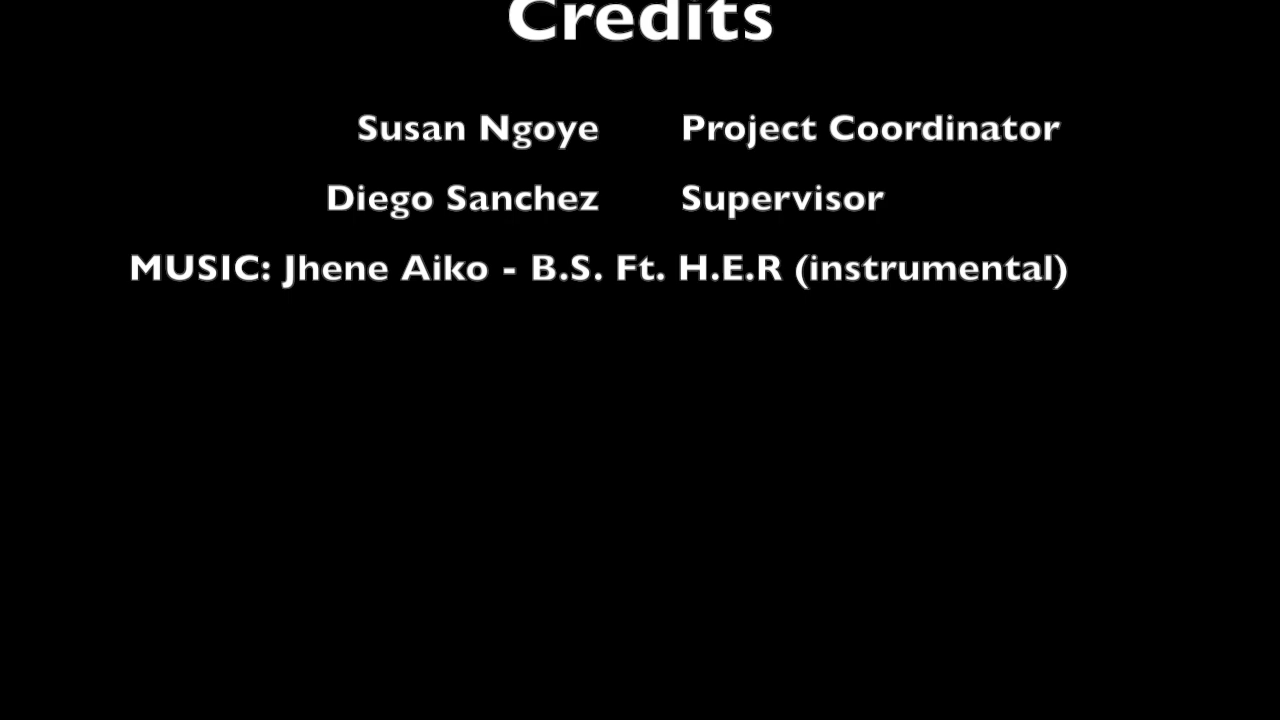 Credits
Susan Ngoye Project Coordinator
Diego Sanchez Supervisor
MUSIC: Jhene Aiko - B.S. Ft. H.E.R (instrumental)